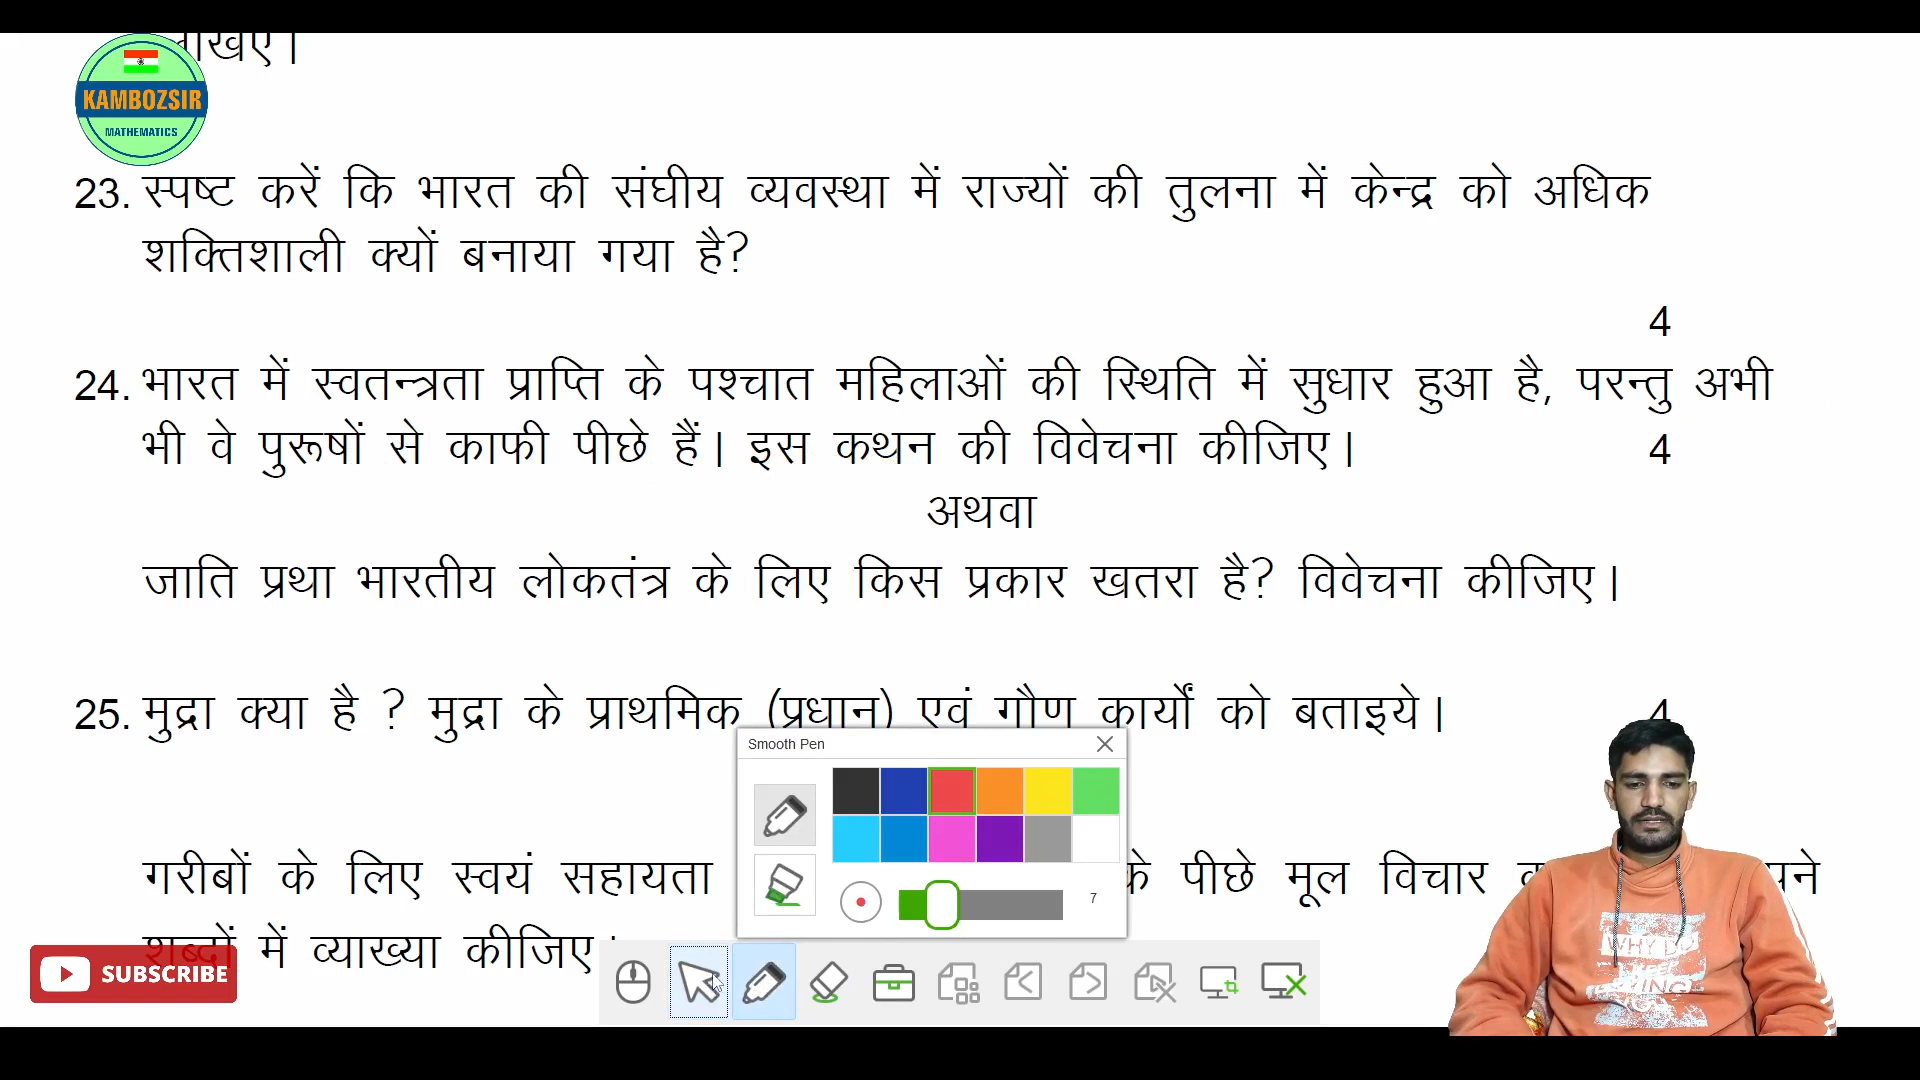 KAMBOZSIR
MATHEMATICS
23. स्पष्ट करें कि भारत की संघीय व्यवस्था में राज्यों की तुलना में केन्द्र को अधिक
शक्तिशाली क्यों बनाया गया है?
4
24. भारत में स्वतन्त्रता प्राप्ति के पश्चात महिलाओं की स्थिति में सुधार हुआ है, परन्तु अभी
भी वे पुरूषों से काफी पीछे हैं। इस कथन की विवेचना कीजिए। 4
अथवा
जाति प्रथा भारतीय लोकतंत्र के लिए किस प्रकार खतरा है? विवेचना कीजिए।
25. मुद्रा क्या है ? मुद्रा के प्राथमिक (प्रधान) एवं गौण कार्यों को बताइये। 4
Smooth Pen
7
गरीबों के लिए स्वयं सहायता के पीछे मूल विचार
शब्दों में व्याख्या कीजिए
SUBSCRIBE